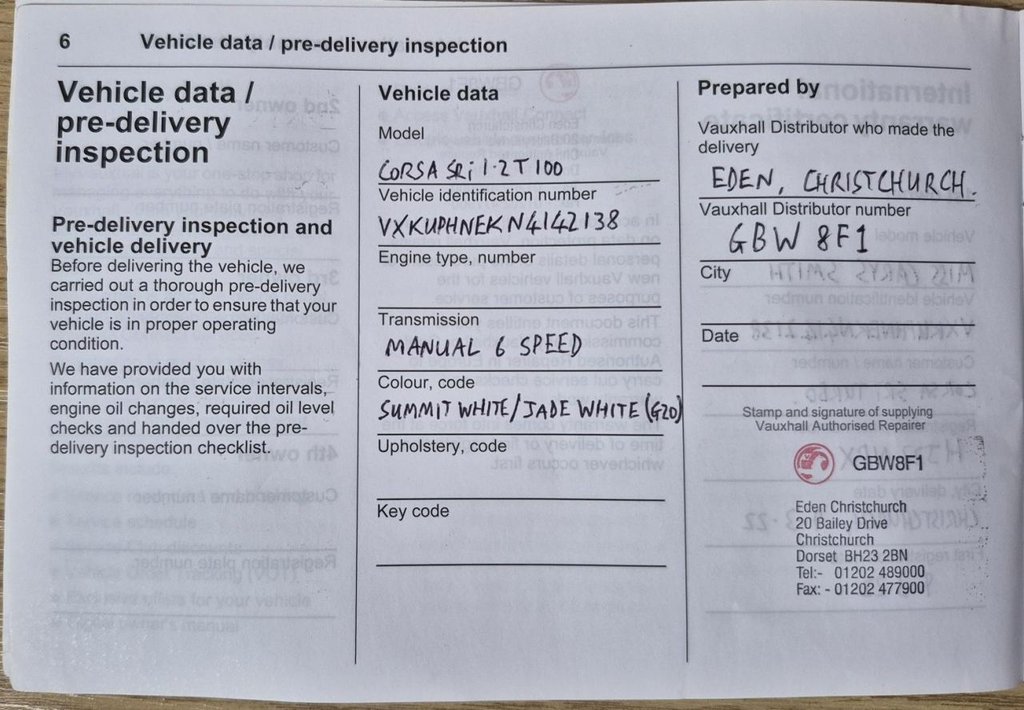 6 Vehicle data / pre-delivery inspection
Vehicle data /
pre-delivery
inspection
Pre-delivery inspection and
vehicle delivery
Before delivering the vehicle, we
carried out a thorough pre-delivery
inspection in order to ensure that your
vehicle is in proper operating
condition.
We have provided you with
information on the service intervals,
engine oil changes, required oil level
checks and handed over the pre-
delivery inspection checklist.
Vehicle data
Model
CORSA SRi 1.2T 100
Vehicle identification number
VXKUPHNEKN4142138
Engine type, number
Transmission
MANUAL 6 SPEED
Colour, code
SUMMIT WHITE/JADE WHITE (G20)
Upholstery, code
Key code
Prepared by
Vauxhall Distributor who made the
delivery
EDEN, CHRISTCHURCH.
Vauxhall Distributor number
GBW 8F1
City
Date
Stamp and signature of supplying
Vauxhall Authorised Repairer
GBW8F1
Eden Christchurch
20 Bailey Drive
Christchurch
Dorset BH23 2BN
Tel:- 01202 489000
Fax: - 01202 477900